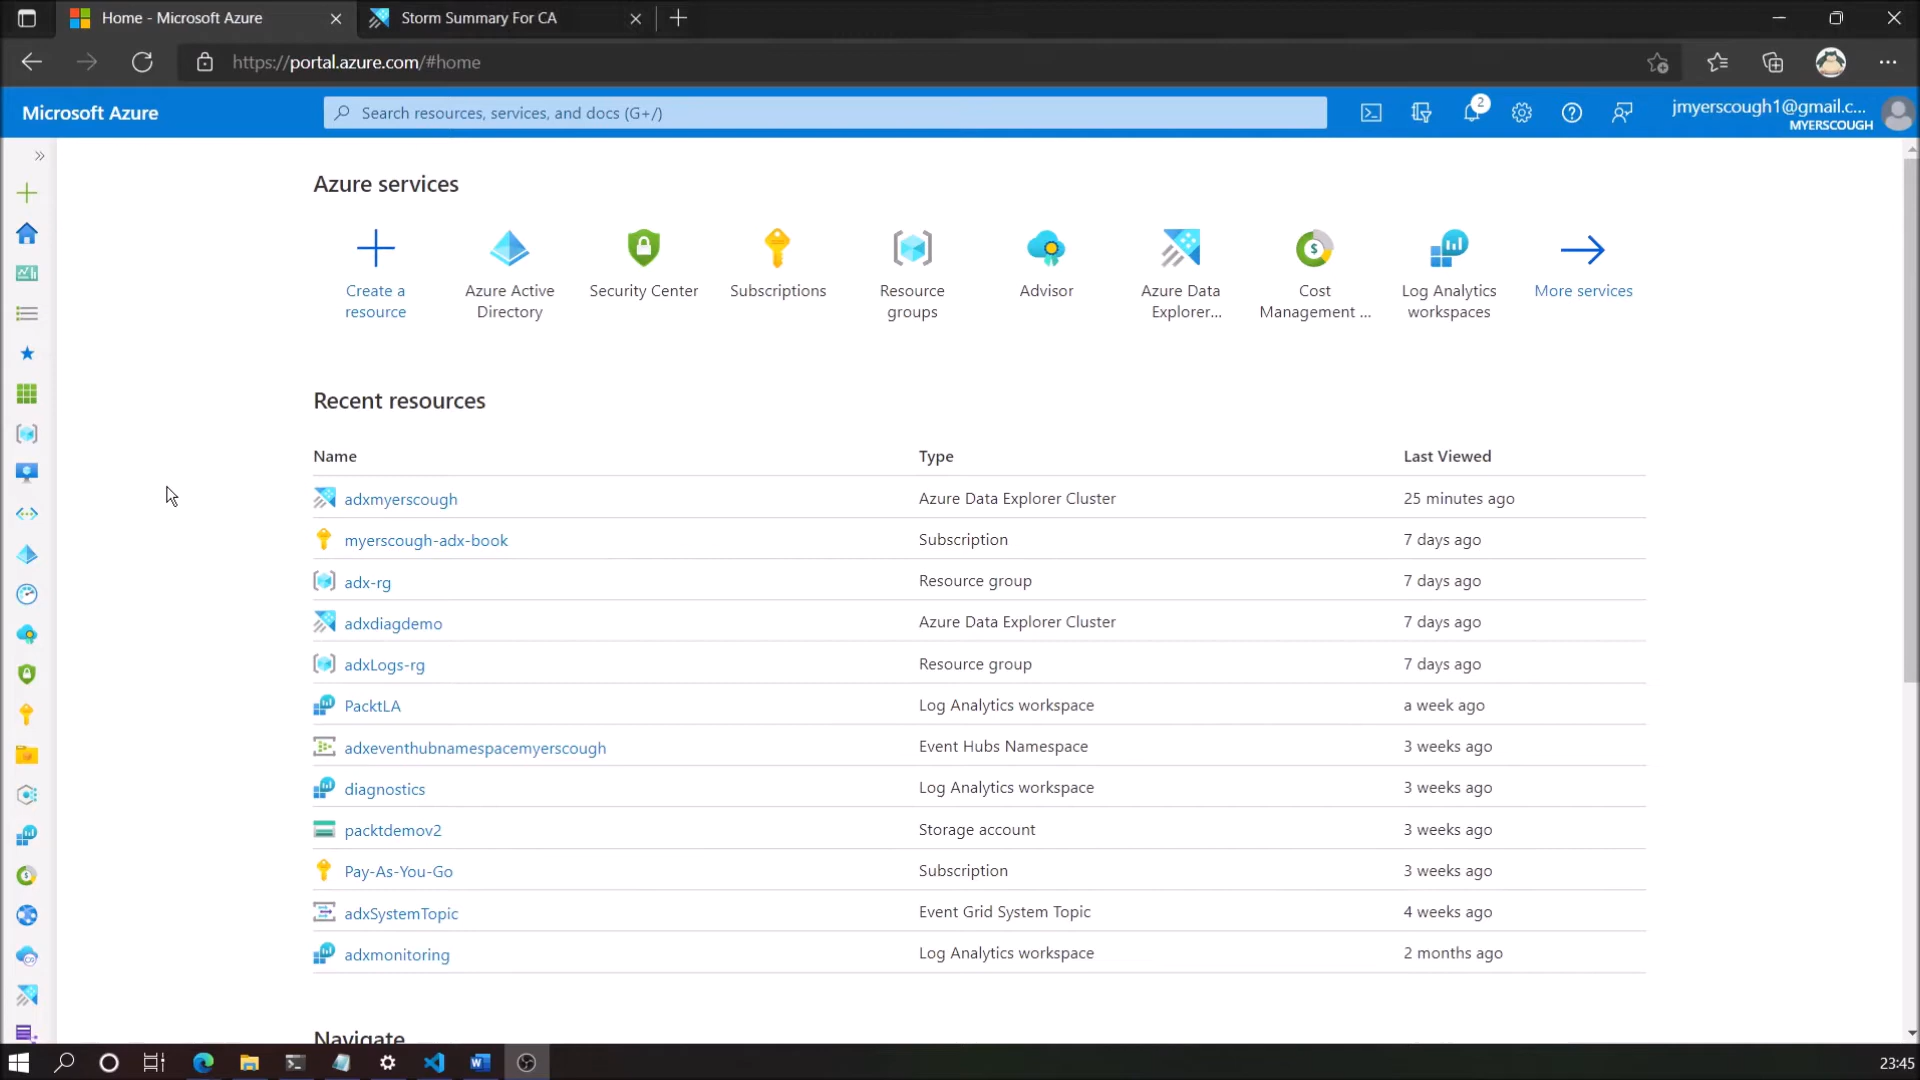 Home - Microsoft Azure
Storm Summary For CA
https://portal.azure.com/#home
Microsoft Azure
Search resources, services, and docs (G+/)
2
jmyerscough1@gmail.c...
MYERSCOUGH
Azure services
Create a resource
Azure Active Directory
Security Center
Subscriptions
Resource groups
Advisor
Azure Data Explorer...
Cost Management ...
Log Analytics workspaces
More services
Recent resources
Name Type Last Viewed
adxmyerscough Azure Data Explorer Cluster 25 minutes ago
myerscough-adx-book Subscription 7 days ago
adx-rg Resource group 7 days ago
adxdiagdemo Azure Data Explorer Cluster 7 days ago
adxLogs-rg Resource group 7 days ago
PacktLA Log Analytics workspace a week ago
adxeventhubnamespacemyerscough Event Hubs Namespace 3 weeks ago
diagnostics Log Analytics workspace 3 weeks ago
packtdemov2 Storage account 3 weeks ago
Pay-As-You-Go Subscription 3 weeks ago
adxSystemTopic Event Grid System Topic 4 weeks ago
adxmonitoring Log Analytics workspace 2 months ago
Navigate
23:45